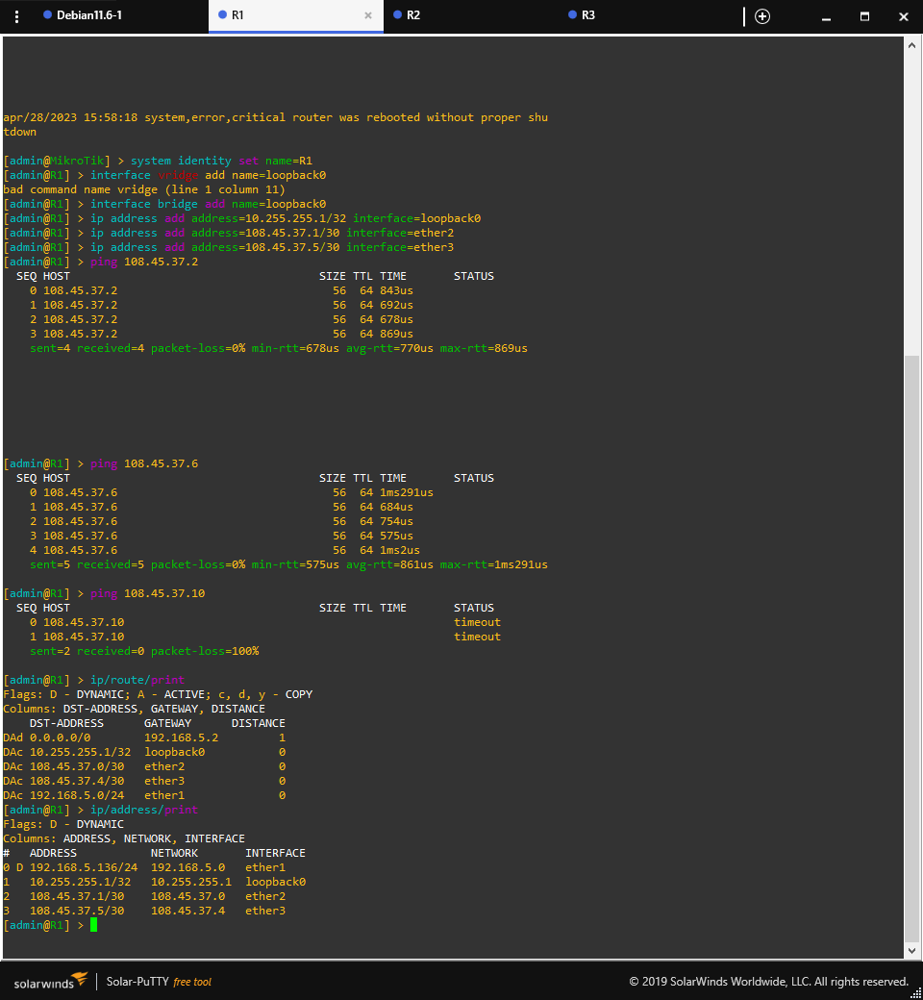 Debian11.6-1
R1
R2
R3
apr/28/2023 15:58:18 system,error,critical router was rebooted without proper shu
tdown
[admin@MikroTik] > system identity set name=R1
[admin@R1] > interface vridge add name=loopback0
bad command name vridge (line 1 column 11)
[admin@R1] > interface bridge add name=loopback0
[admin@R1] > ip address add address=10.255.255.1/32 interface=loopback0
[admin@R1] > ip address add address=108.45.37.1/30 interface=ether2
[admin@R1] > ip address add address=108.45.37.5/30 interface=ether3
[admin@R1] > ping 108.45.37.2
SEQ HOST SIZE TTL TIME STATUS
0 108.45.37.2 56 64 843us
1 108.45.37.2 56 64 692us
2 108.45.37.2 56 64 678us
3 108.45.37.2 56 64 869us
sent=4 received=4 packet-loss=0% min-rtt=678us avg-rtt=770us max-rtt=869us
[admin@R1] > ping 108.45.37.6
SEQ HOST SIZE TTL TIME STATUS
0 108.45.37.6 56 64 1ms291us
1 108.45.37.6 56 64 684us
2 108.45.37.6 56 64 754us
3 108.45.37.6 56 64 575us
4 108.45.37.6 56 64 1ms2us
sent=5 received=5 packet-loss=0% min-rtt=575us avg-rtt=861us max-rtt=1ms291us
[admin@R1] > ping 108.45.37.10
SEQ HOST SIZE TTL TIME STATUS
0 108.45.37.10 timeout
1 108.45.37.10 timeout
sent=2 received=0 packet-loss=100%
[admin@R1] > ip/route/print
Flags: D - DYNAMIC; A - ACTIVE; c, d, y - COPY
Columns: DST-ADDRESS, GATEWAY, DISTANCE
DST-ADDRESS GATEWAY DISTANCE
DAd 0.0.0.0/0 192.168.5.2 1
DAc 10.255.255.1/32 loopback0 0
DAc 108.45.37.0/30 ether2 0
DAc 108.45.37.4/30 ether3 0
DAc 192.168.5.0/24 ether1 0
[admin@R1] > ip/address/print
Flags: D - DYNAMIC
Columns: ADDRESS, NETWORK, INTERFACE
# ADDRESS NETWORK INTERFACE
0 D 192.168.5.136/24 192.168.5.0 ether1
1 10.255.255.1/32 10.255.255.1 loopback0
2 108.45.37.1/30 108.45.37.0 ether2
3 108.45.37.5/30 108.45.37.4 ether3
[admin@R1] >
solarwinds
Solar-PuTTY free tool
© 2019 SolarWinds Worldwide, LLC. All rights reserved.